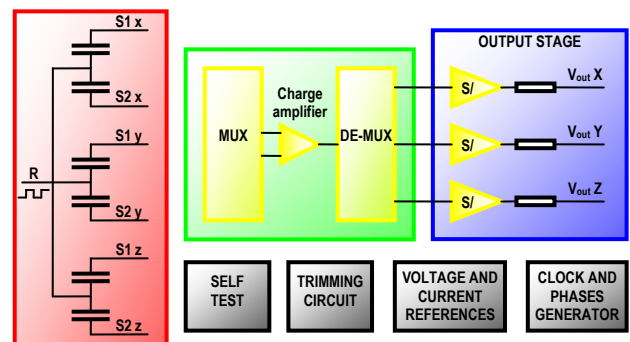 S1 x
S2 x
S1 y
R
S2 y
S1 z
S2 z
MUX
Charge
amplifier
DE-MUX
OUTPUT STAGE
S/
Vout X
S/
Vout Y
S/
Vout Z
SELF
TEST
TRIMMING
CIRCUIT
VOLTAGE AND
CURRENT
REFERENCES
CLOCK AND
PHASES
GENERATOR